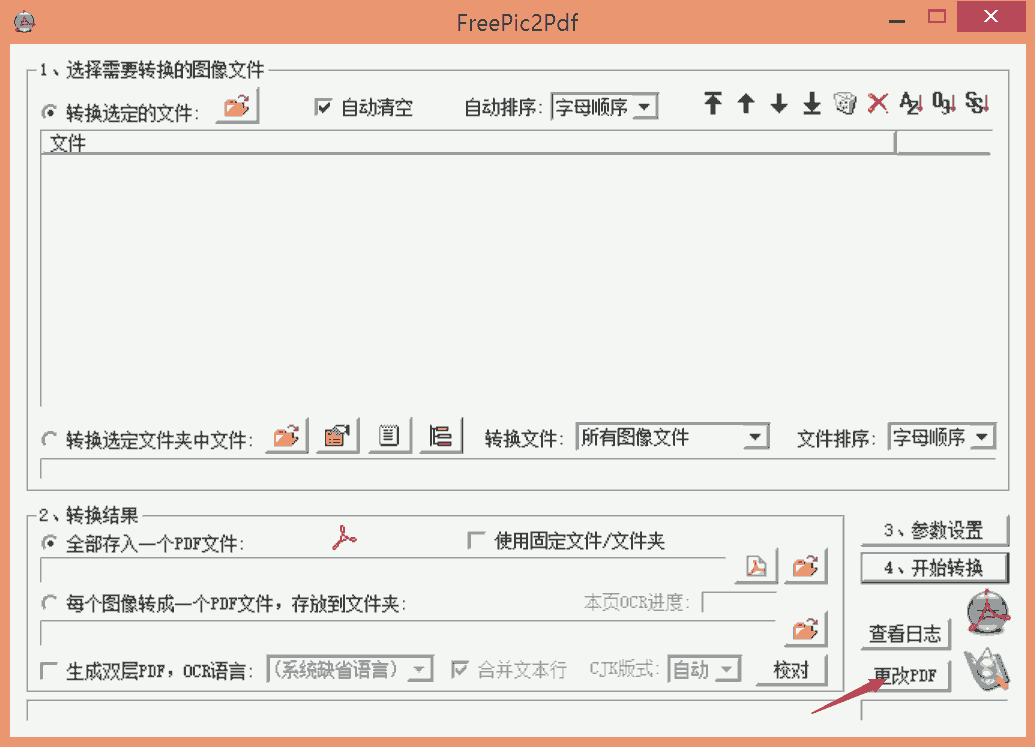 FreePic2Pdf
1、选择需要转换的图像文件
转换选定的文件: 自动清空 自动排序: 字母顺序
文件
转换选定文件夹中文件: 转换文件: 所有图像文件 文件排序: 字母顺序
2、转换结果
全部存入一个PDF文件: 使用固定文件/文件夹
3、参数设置
4、开始转换
每个图像转成一个PDF文件，存放到文件夹: 本页OCR进度:
查看日志
生成双层PDF，OCR语言: (系统缺省语言) 合并文本行 CJK版式: 自动 校对
更改PDF